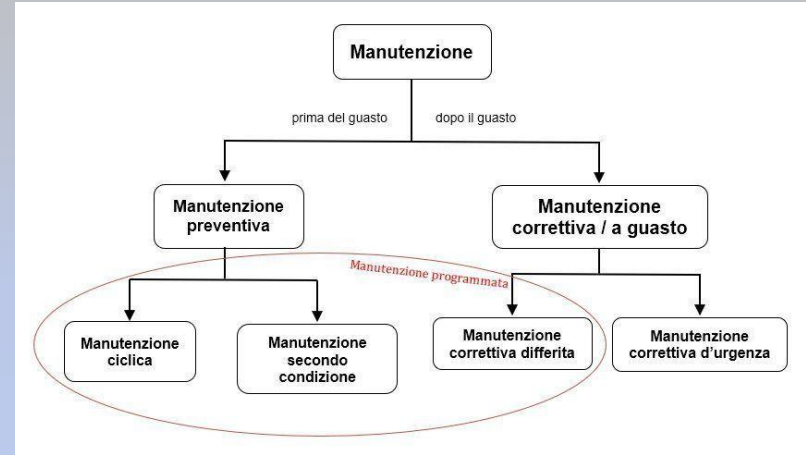 Manutenzione
prima del guasto
dopo il guasto
Manutenzione
preventiva
Manutenzione
correttiva / a guasto
Manutenzione programmata
Manutenzione
ciclica
Manutenzione
secondo
condizione
Manutenzione
correttiva differita
Manutenzione
correttiva d'urgenza